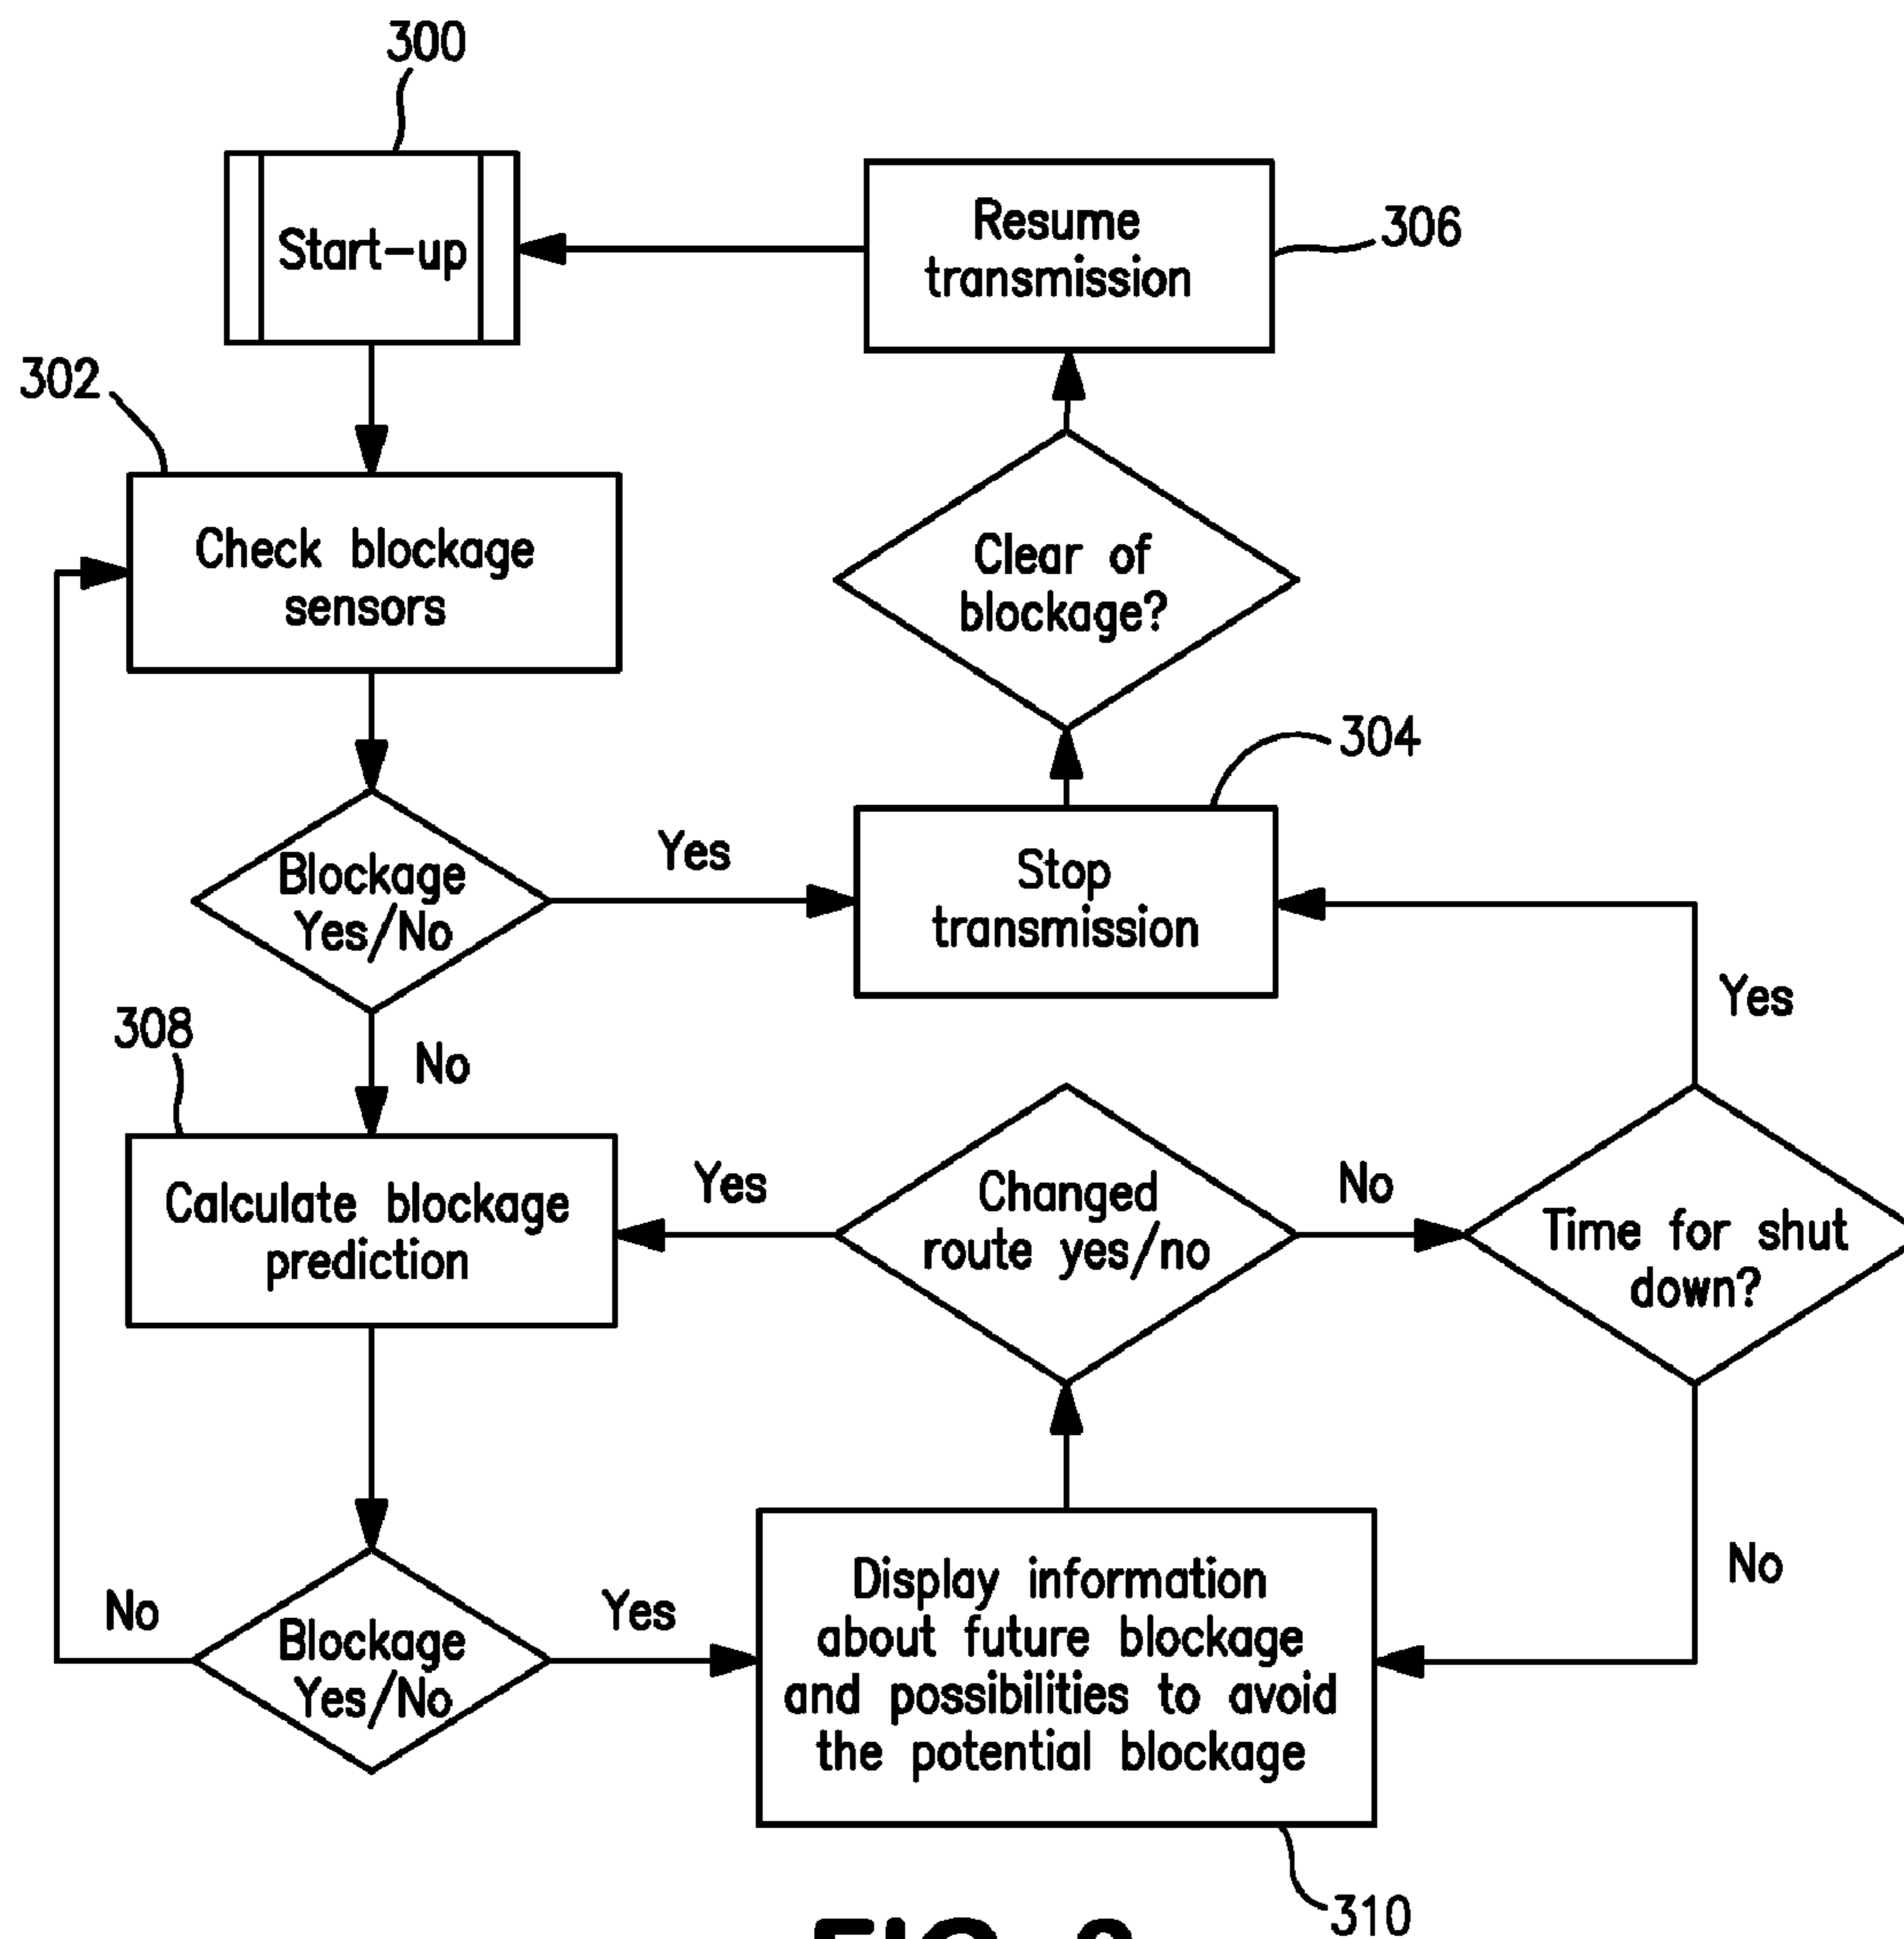 300
Start-up
Resume
transmission
306
302
Check blockage
sensors
Clear of
blockage?
304
Blockage
Yes/No
Yes
Stop
transmission
Yes
308
No
Calculate blockage
prediction
Yes
Changed
route yes/no
No
Time for shut
down?
No
No
Blockage
Yes/No
Yes
Display information
about future blockage
and possibilities to avoid
the potential blockage
310
FIG.